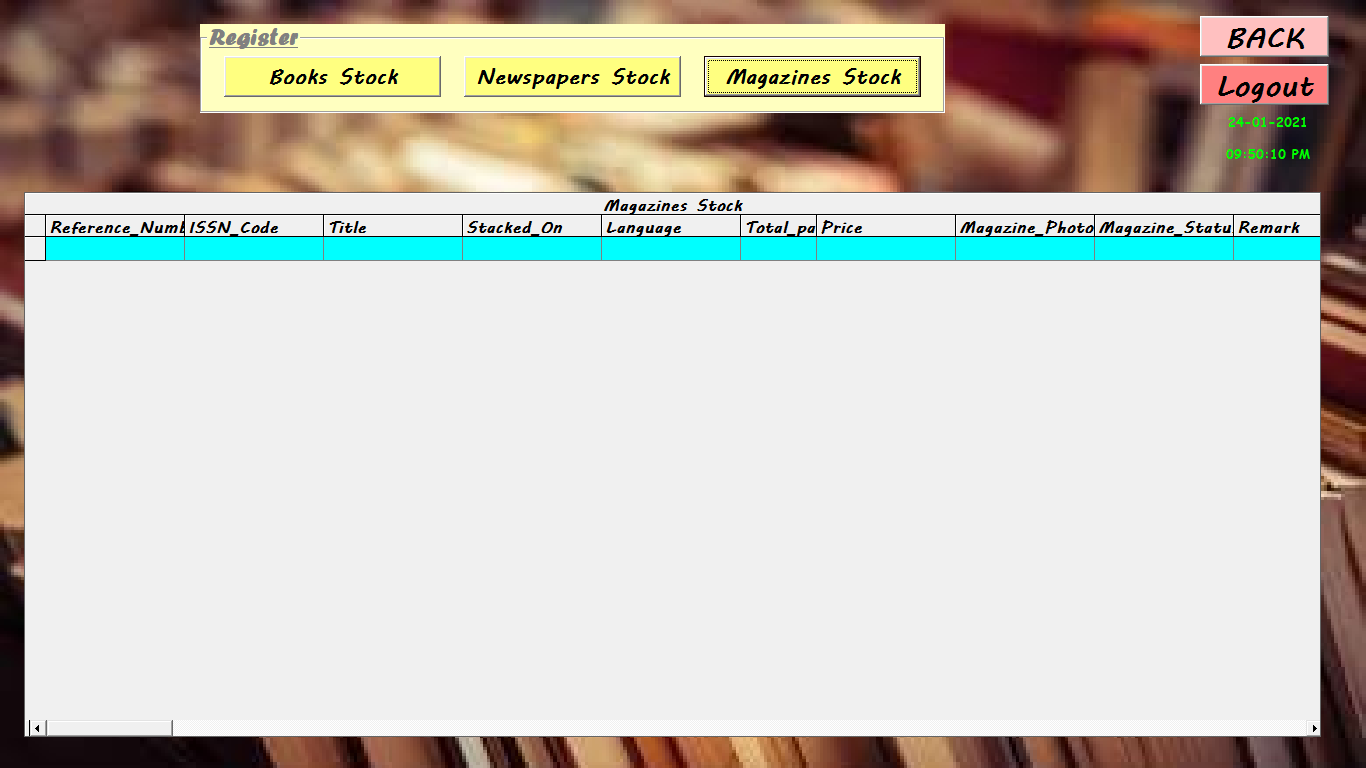 Register
Books Stock Newspapers Stock Magazines Stock
BACK
Logout
24-01-2021
09:50:10 PM
Magazines Stock
Reference_Numb ISSN_Code Title Stacked_On Language Total_pa Price Magazine_Photo Magazine_Statu Remark